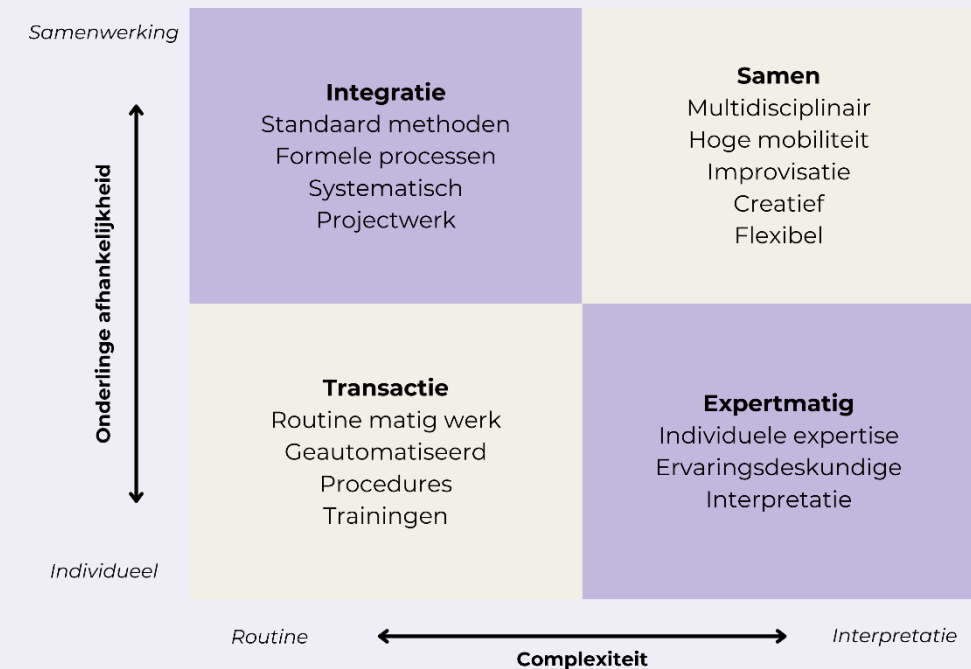 Samenwerking
Onderlinge afhankelijkheid
Individueel
Integratie
Standaard methoden
Formele processen
Systematisch
Projectwerk
Samen
Multidisciplinair
Hoge mobiliteit
Improvisatie
Creatief
Flexibel
Transactie
Routine matig werk
Geautomatiseerd
Procedures
Trainingen
Expertmatig
Individuele expertise
Ervaringsdeskundige
Interpretatie
Routine
Complexiteit
Interpretatie